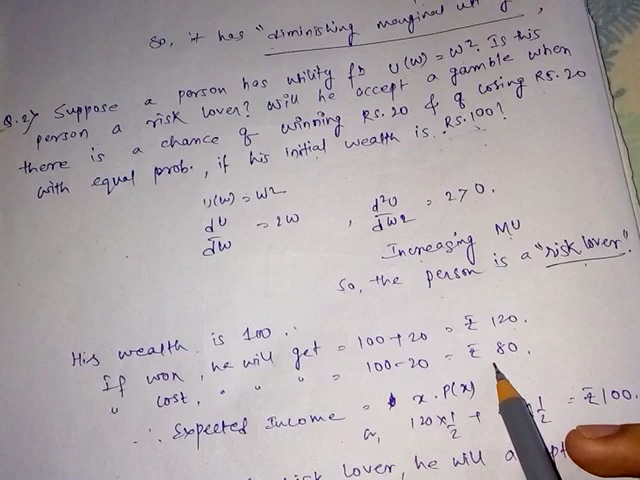 So, it has "diminishing marginal
Q.2) Suppose a person has utility fn U(W) = W². Is this
person a risk lover? Will he accept a gamble when
there is a chance of winning Rs. 20 & of losing Rs. 20
with equal prob., if his initial wealth is Rs. 100?
U(W) = W²
dU/dW = 2W , d²U/dW2 = 2 > 0.
Increasing MU
So, the person is a "risk lover".
His wealth is 100.
If won, he will get = 100+20 = ₹ 120.
" lost, " " " = 100-20 = ₹ 80.
∴ Expected Income = x.P(x)
120×1/2 + 1/2 = ₹100.
risk lover, he will